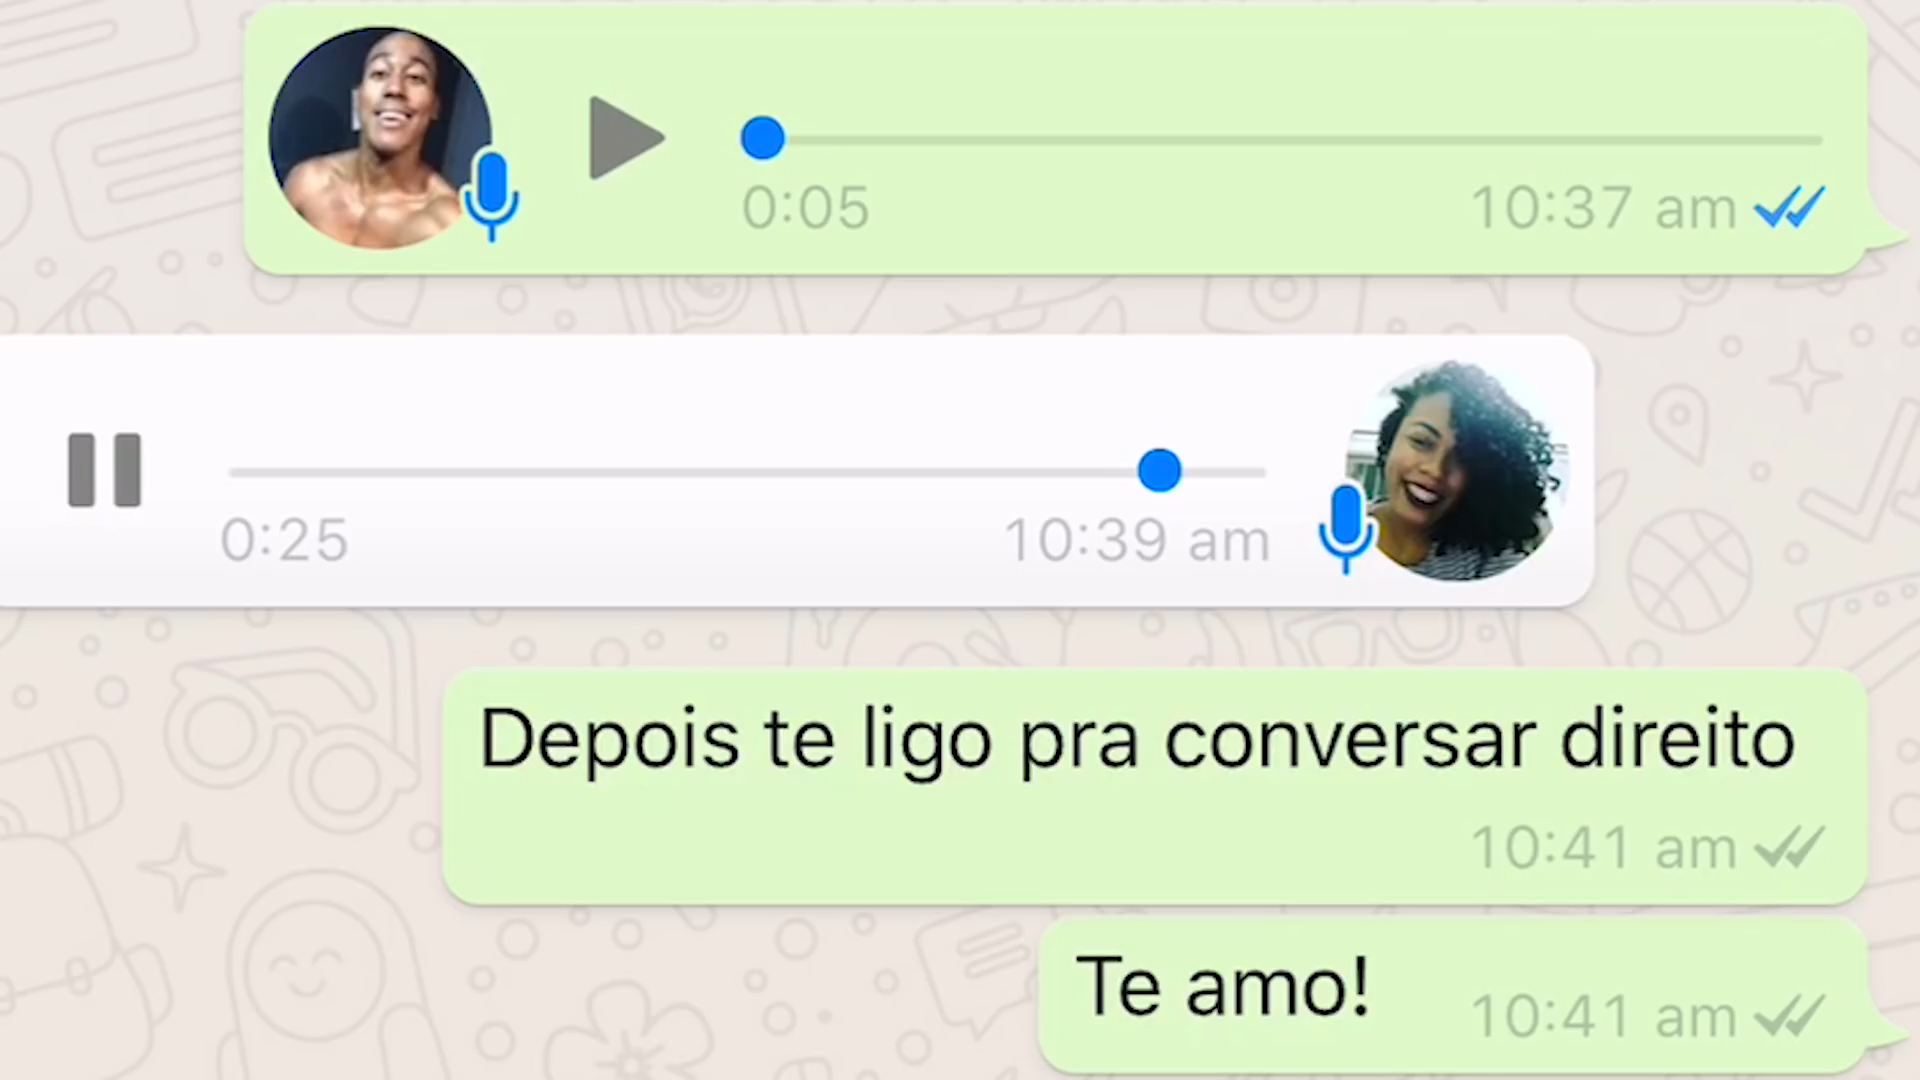 0:05
10:37 am
0:25
10:39 am
Depois te ligo pra conversar direito
10:41 am
Te amo!
10:41 am